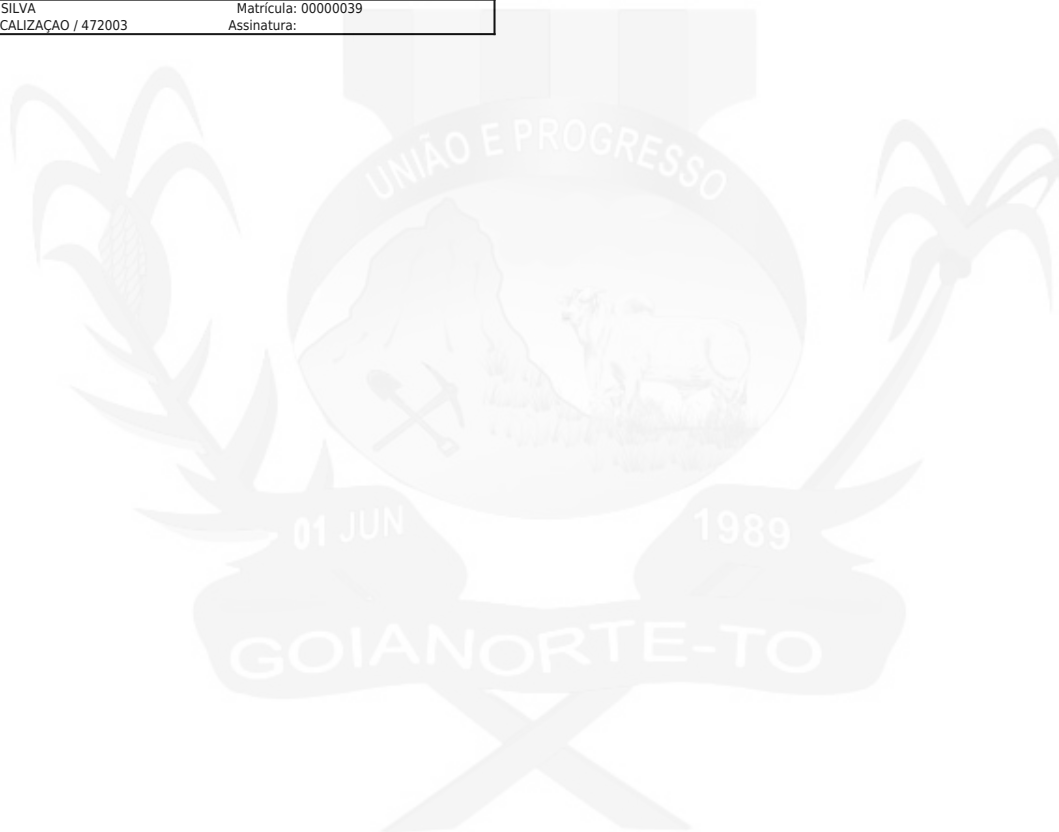 SILVA Matrícula: 00000039
CALIZAÇAO / 472003 Assinatura:
UNIÃO E PROGRESSO
01 JUN 1989
GOIANORTE-TO